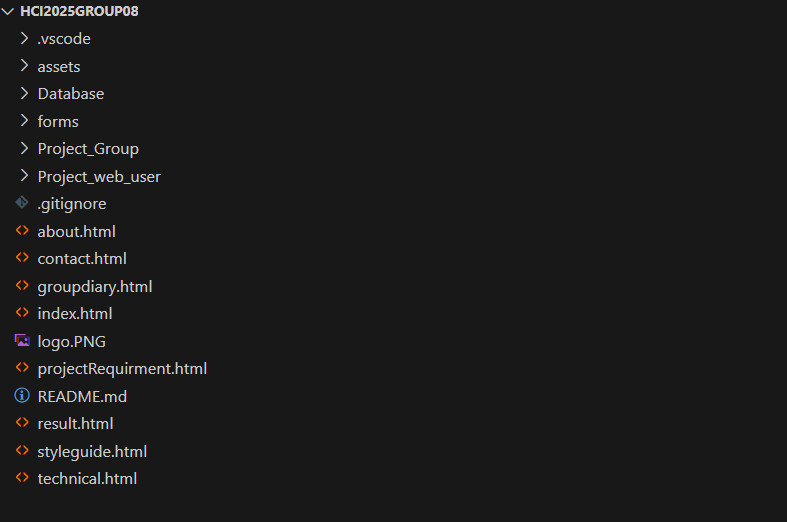 HCI2025GROUP08
.vscode
assets
Database
forms
Project_Group
Project_web_user
.gitignore
about.html
contact.html
groupdiary.html
index.html
logo.PNG
projectRequirment.html
README.md
result.html
styleguide.html
technical.html